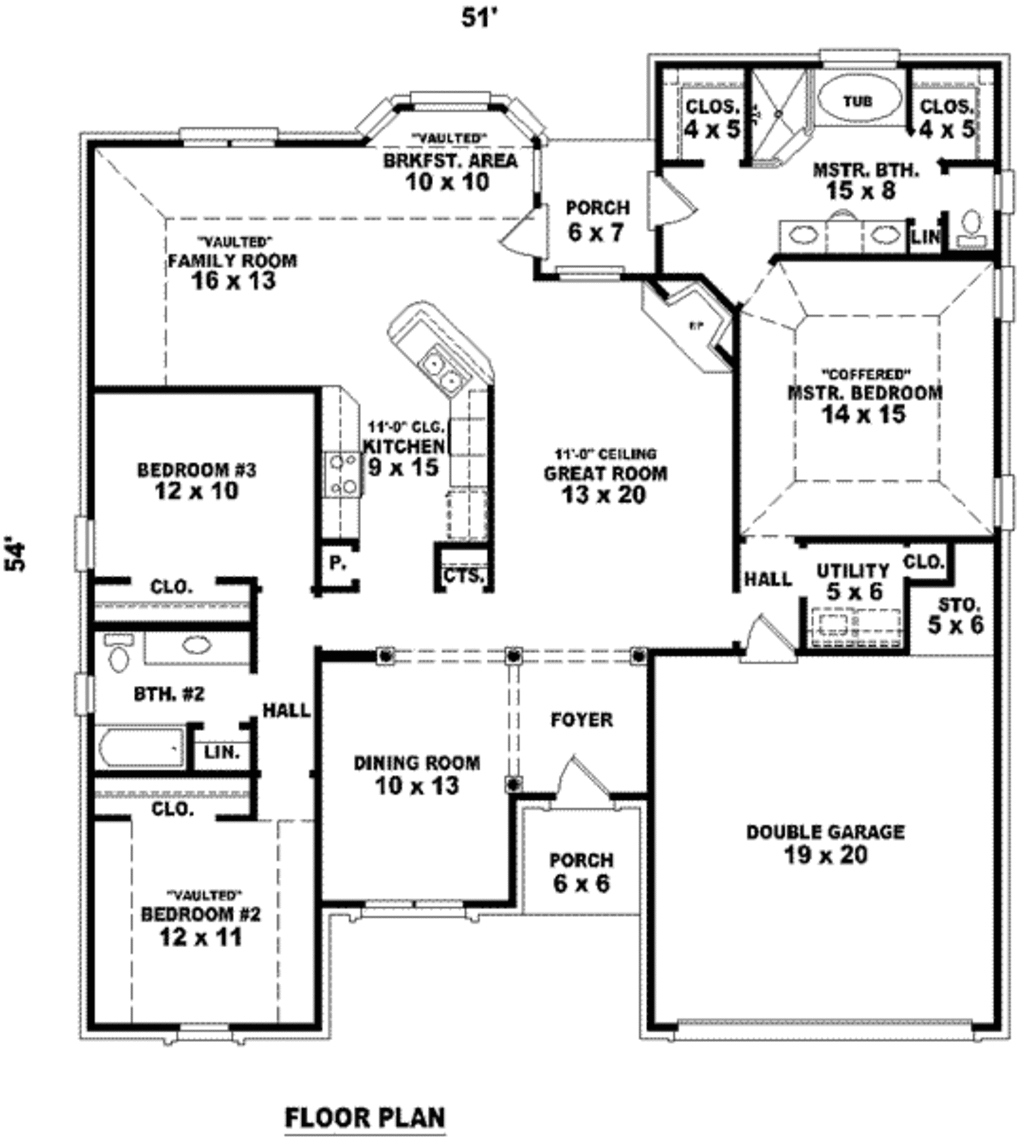 51'
CLOS.
4 x 5
TUB
CLOS.
4 x 5
"VAULTED"
BRKFST. AREA
10 x 10
MSTR. BTH.
15 x 8
PORCH
6 x 7
LIN
"VAULTED"
FAMILY ROOM
16 x 13
"COFFERED"
MSTR. BEDROOM
14 x 15
11'-0" CLG.
KITCHEN
9 x 15
11'-0" CEILING
GREAT ROOM
13 x 20
BEDROOM #3
12 x 10
54'
P.
CTS.
HALL
UTILITY
5 x 6
CLO.
STO.
5 x 6
CLO.
BTH. #2
HALL
LIN.
FOYER
DINING ROOM
10 x 13
CLO.
DOUBLE GARAGE
19 x 20
PORCH
6 x 6
"VAULTED"
BEDROOM #2
12 x 11
FLOOR PLAN